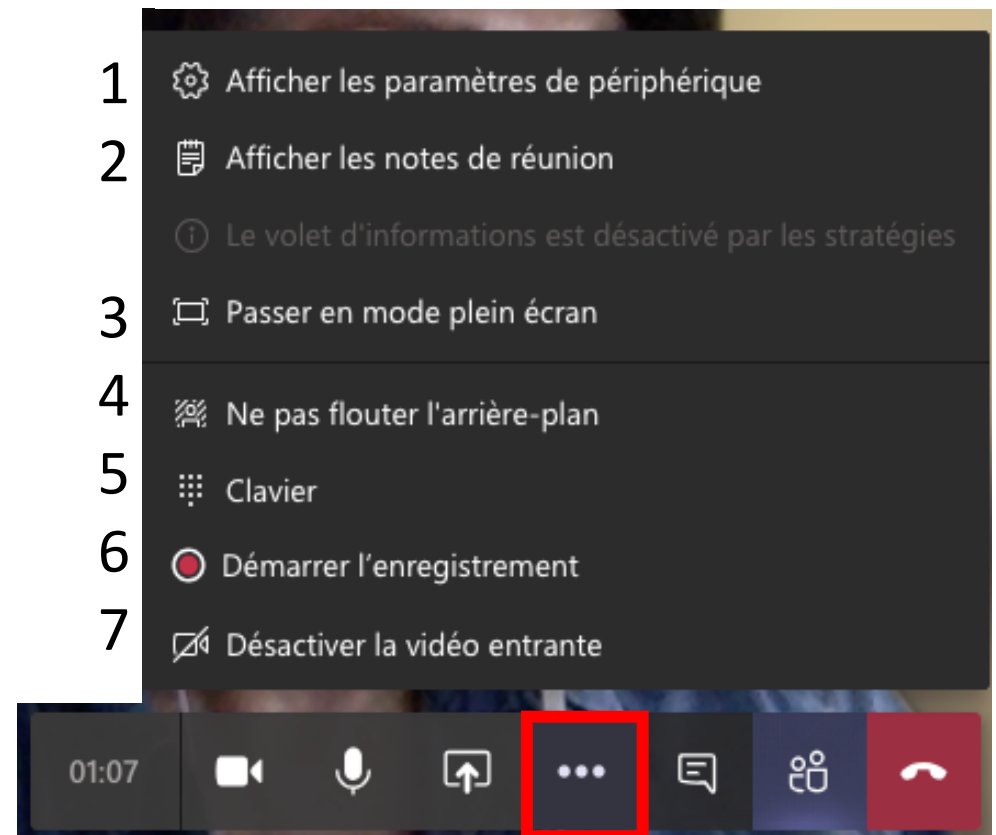 1 Afficher les paramètres de périphérique
2 Afficher les notes de réunion
Le volet d'informations est désactivé par les stratégies
3 Passer en mode plein écran
4 Ne pas flouter l'arrière-plan
5 Clavier
6 Démarrer l’enregistrement
7 Désactiver la vidéo entrante
01:07